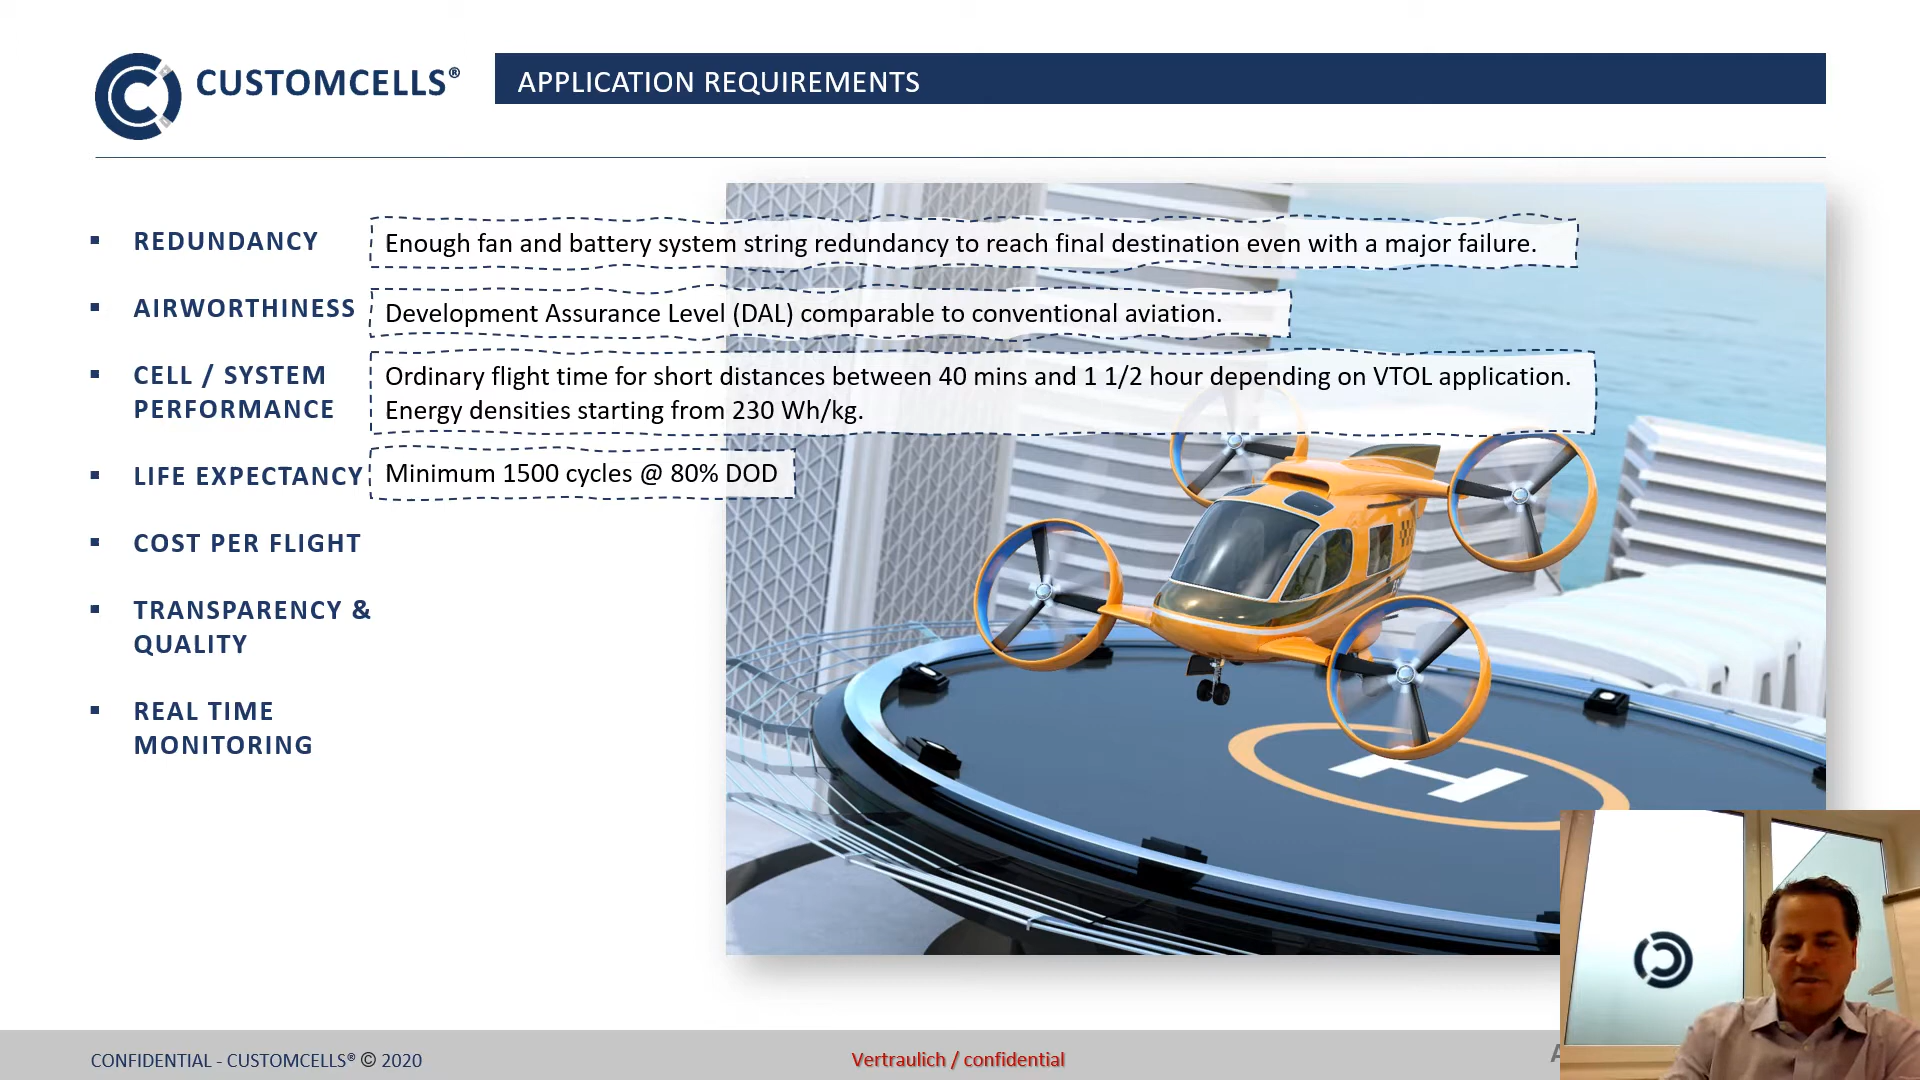 CUSTOMCELLS®
APPLICATION REQUIREMENTS
▪ REDUNDANCY
Enough fan and battery system string redundancy to reach final destination even with a major failure.
▪ AIRWORTHINESS
Development Assurance Level (DAL) comparable to conventional aviation.
▪ CELL / SYSTEM
PERFORMANCE
Ordinary flight time for short distances between 40 mins and 1 1/2 hour depending on VTOL application.
Energy densities starting from 230 Wh/kg.
▪ LIFE EXPECTANCY
Minimum 1500 cycles @ 80% DOD
▪ COST PER FLIGHT
▪ TRANSPARENCY &
QUALITY
▪ REAL TIME
MONITORING
H
CONFIDENTIAL - CUSTOMCELLS® © 2020
Vertraulich / confidential